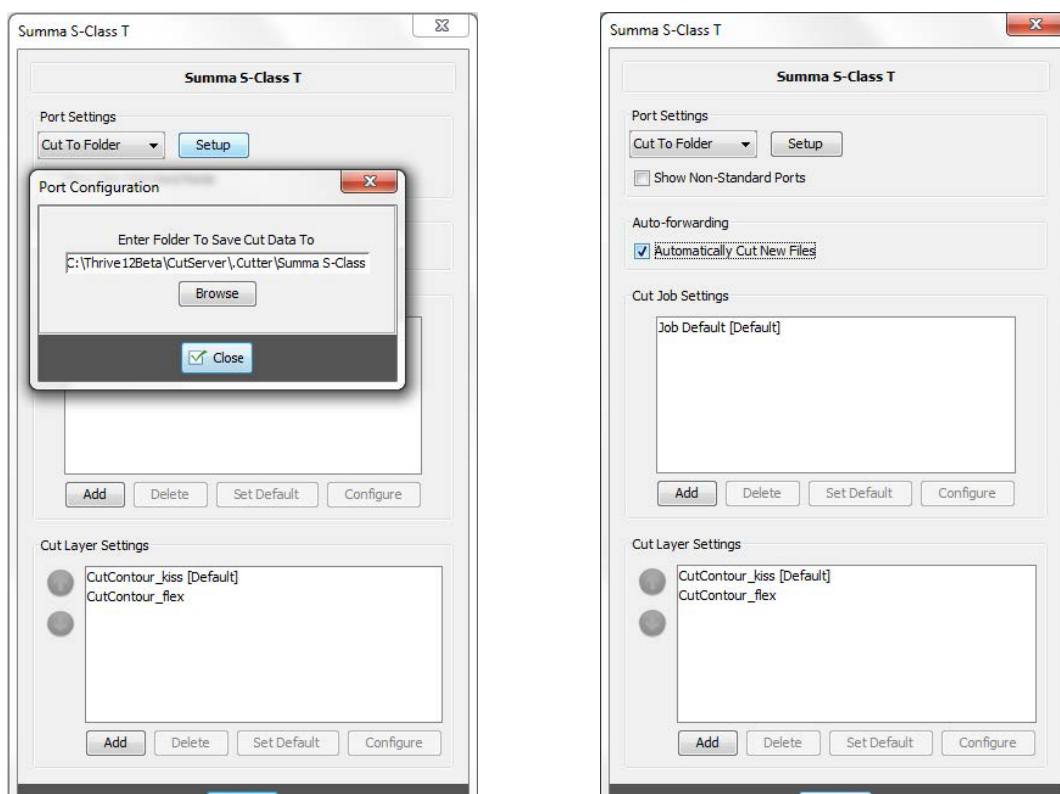 Summa S-Class T
Summa S-Class T
Port Settings
Cut To Folder
Setup
Port Configuration
Enter Folder To Save Cut Data To
C:\Thrive12Beta\CutServer\.Cutter\Summa S-Class
Browse
Close
Add
Delete
Set Default
Configure
Cut Layer Settings
CutContour_kiss [Default]
CutContour_flex
Add
Delete
Set Default
Configure
Summa S-Class T
Summa S-Class T
Port Settings
Cut To Folder
Setup
Show Non-Standard Ports
Auto-forwarding
Automatically Cut New Files
Cut Job Settings
Job Default [Default]
Add
Delete
Set Default
Configure
Cut Layer Settings
CutContour_kiss [Default]
CutContour_flex
Add
Delete
Set Default
Configure